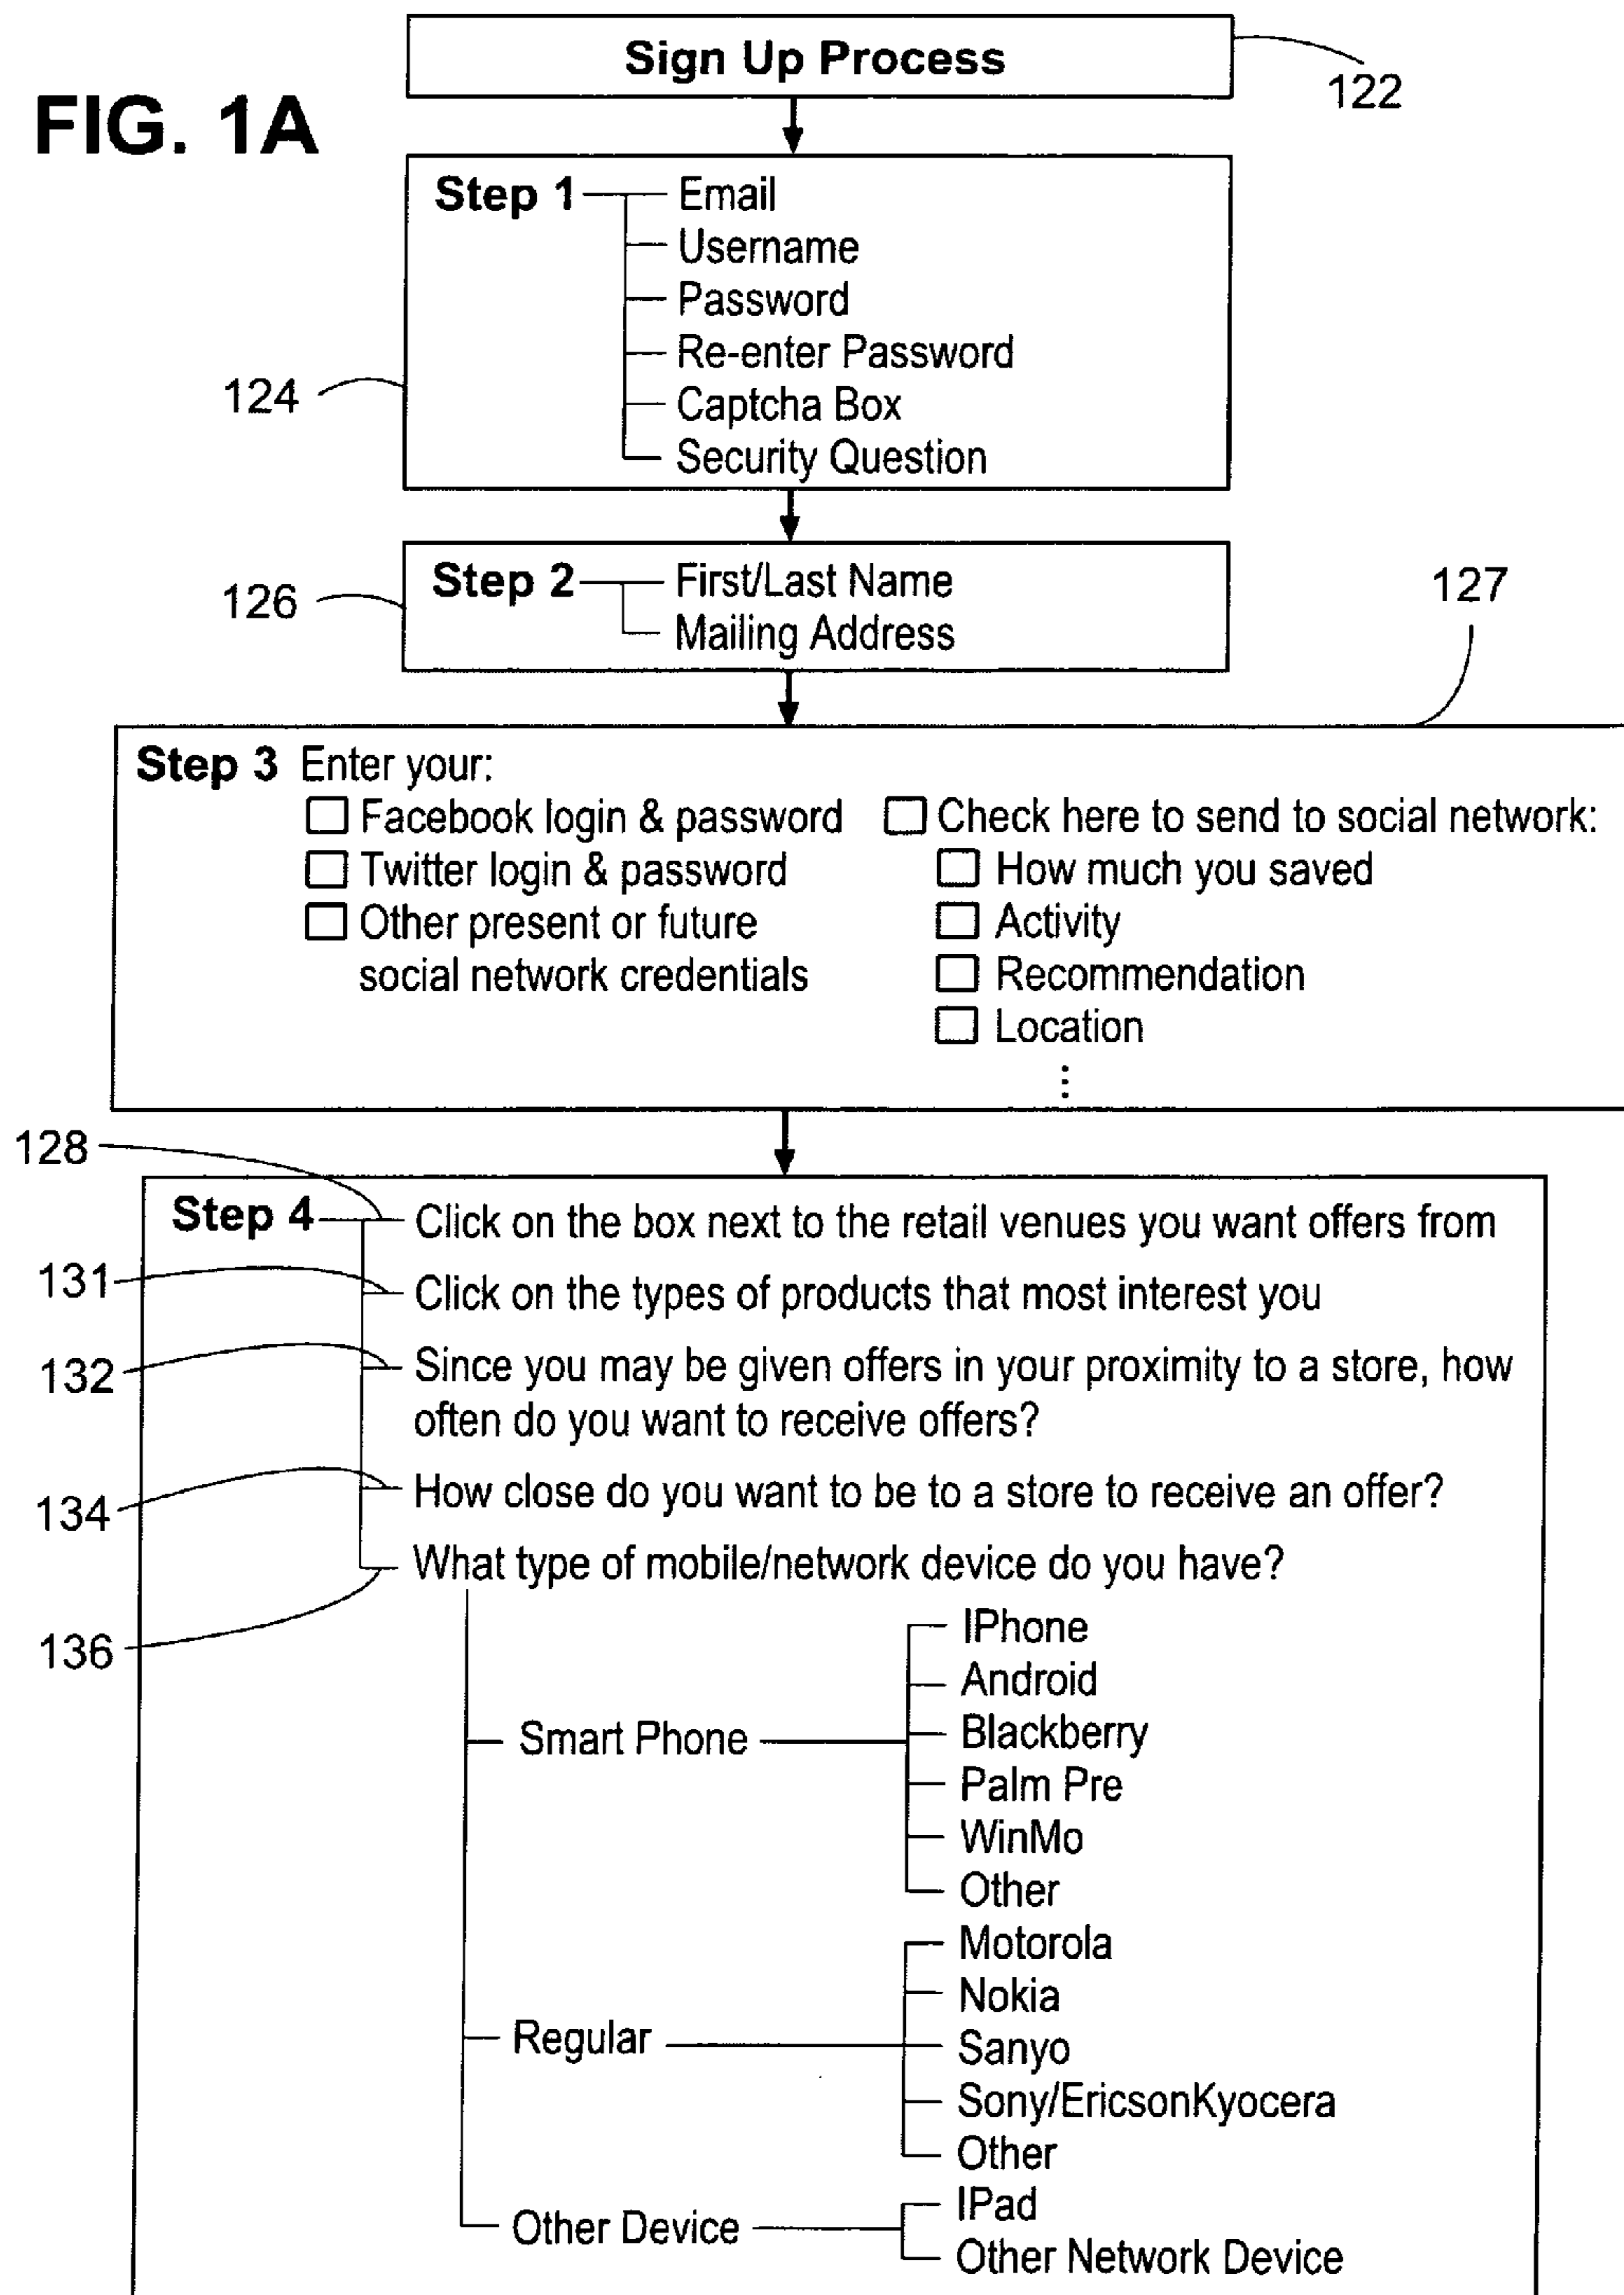 FIG. 1A
Sign Up Process
122
Step 1
Email
Username
Password
Re-enter Password
Captcha Box
Security Question
124
Step 2
First/Last Name
Mailing Address
126
127
Step 3 Enter your:
Facebook login & password
Twitter login & password
Other present or future
social network credentials
Check here to send to social network:
How much you saved
Activity
Recommendation
Location
⋮
128
Step 4
Click on the box next to the retail venues you want offers from
131
Click on the types of products that most interest you
132
Since you may be given offers in your proximity to a store, how
often do you want to receive offers?
134
How close do you want to be to a store to receive an offer?
136
What type of mobile/network device do you have?
Smart Phone
IPhone
Android
Blackberry
Palm Pre
WinMo
Other
Regular
Motorola
Nokia
Sanyo
Sony/EricsonKyocera
Other
Other Device
IPad
Other Network Device